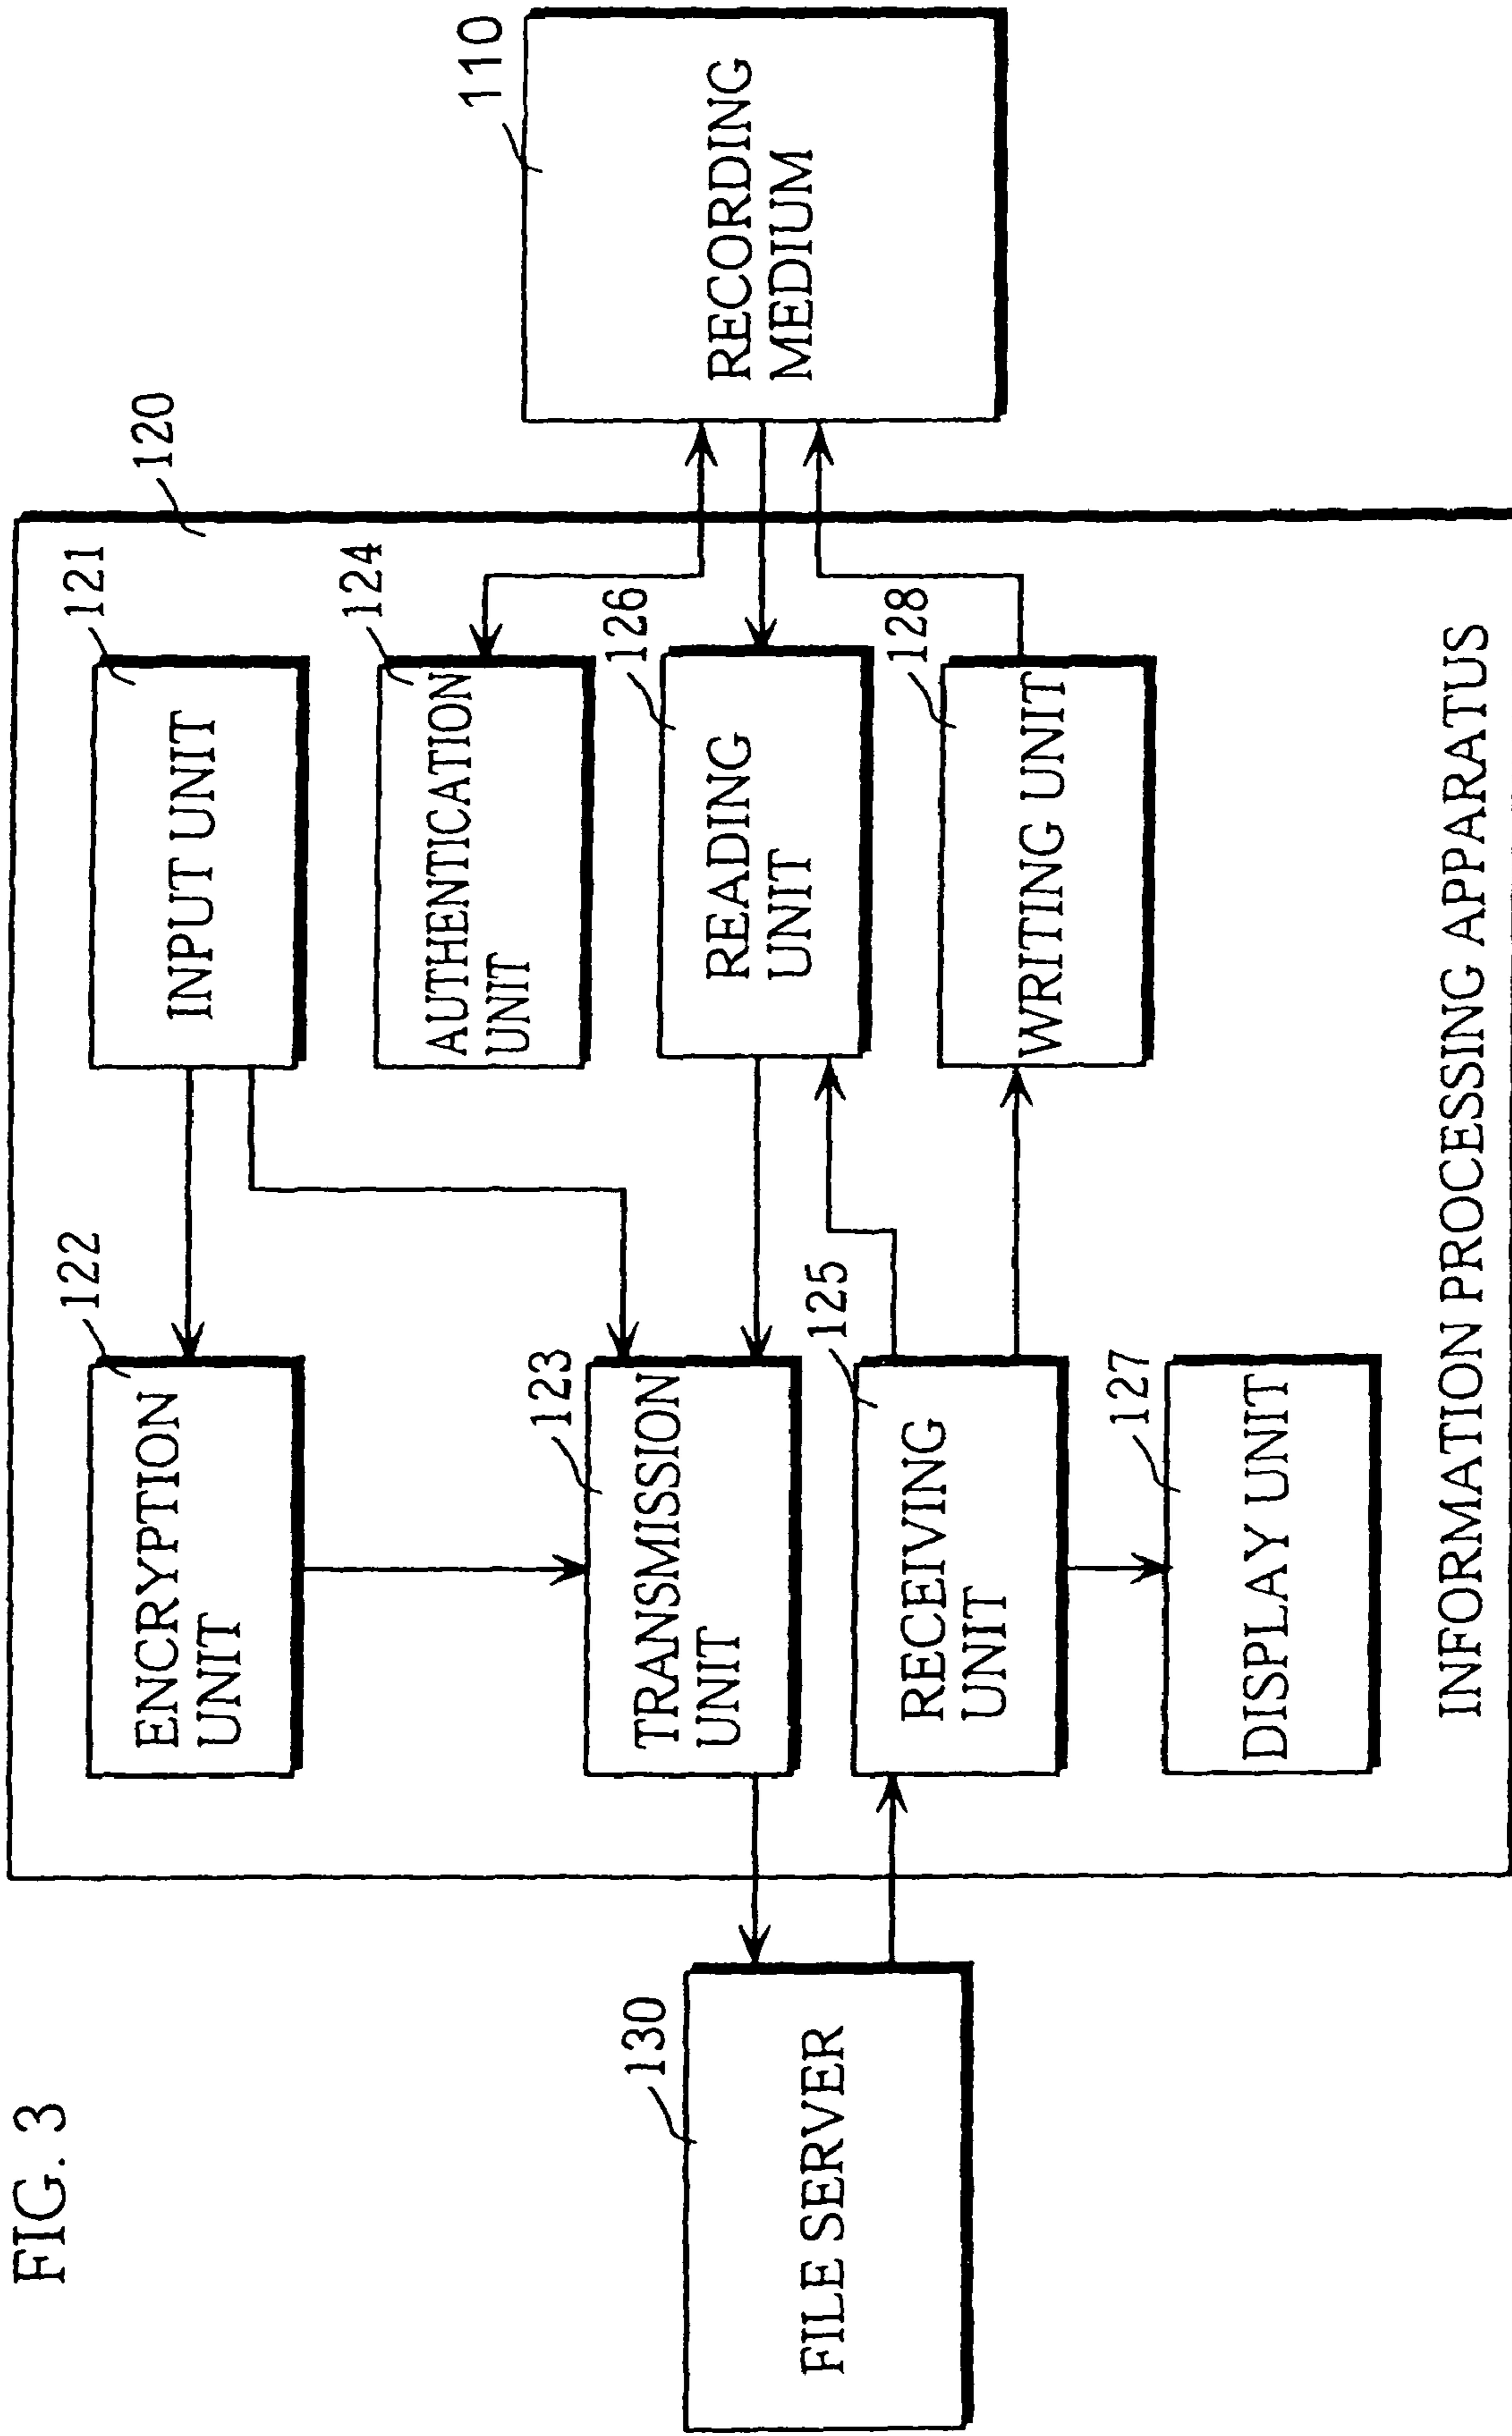 FIG. 3
130
FILE SERVER
120
122
ENCRYPTION
UNIT
121
INPUT UNIT
123
TRANSMISSION
UNIT
124
AUTHENTICATION
UNIT
125
RECEIVING
UNIT
126
READING
UNIT
127
DISPLAY UNIT
128
WRITING UNIT
INFORMATION PROCESSING APPARATUS
110
RECORDING
MEDIUM